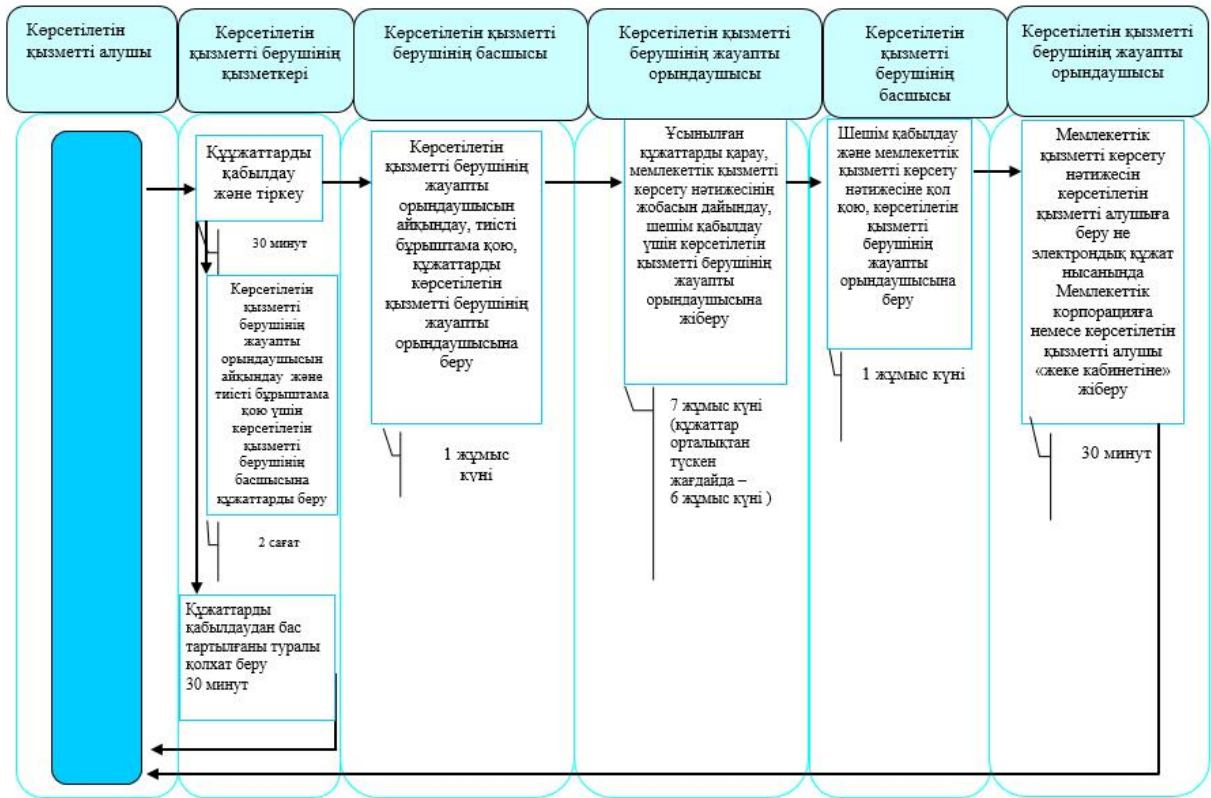 Көрсетілетін
қызметті алушы
Көрсетілетін
қызметті берушінің
қызметкері
Көрсетілетін қызметті
берушінің басшысы
Көрсетілетін қызметті
берушінің жауапты
орындаушысы
Көрсетілетін
қызметті
берушінің
басшысы
Көрсетілетін қызметті
берушінің жауапты
орындаушысы
Құүжаттарды
қабылдау
және тіркеу
30 минут
Көрсетілетін
қызметті
берушінің
жауапты
орындаушысын
айқындау және
тиісті бұрыштама
қою үшін
көрсетілетін
қызметті
берушінің
басшысына
құжаттарды беру
2 сағат
Құжаттарды
қабылдаудан бас
тартылғаны туралы
қолхат беру
30 минут
Көрсетілетін
қызметті берушінің
жауапты
орындаушысын
айқындау, тиісті
бұрыштама қою,
құжаттарды
көрсетілетін
қызметті берушінің
жауапты
орындаушысына
беру
1 жұмыс
күні
Ұсынылған
құжаттарды қарау,
мемлекеттік қызметті
көрсету нәтижесінің
жобасын дайындау,
шешім қабылдау
үшін көрсетілетін
қызметті берушінің
жауапты
орындаушысына
жіберу
7 жұмыс күні
(құжаттар
орталықтан
түскен
жағдайда –
6 жұмыс күні )
Шешім қабылдау
және мемлекеттік
қызметті көрсету
нәтижесіне қол
қою, көрсетілетін
қызметті
берушінің
жауапты
орындаушысына
беру
1 жұмыс күні
Мемлекеттік
қызметті көрсету
нәтижесін
көрсетілетін
қызметті алушыға
беру не
электрондық құжат
нысанында
Мемлекеттік
корпорацияға
немесе көрсетілетін
қызметті алушы
«жеке кабинетіне»
жіберу
30 минут